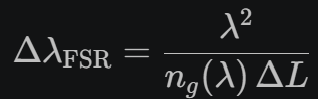 Δλ_FSR = λ² / (n_g(λ) ΔL)